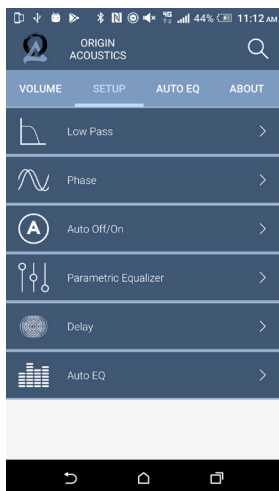 4G 44% 11:12 AM
ORIGIN
ACOUSTICS
VOLUME SETUP AUTO EQ ABOUT
Low Pass
Phase
A Auto Off/On
Parametric Equalizer
Delay
Auto EQ